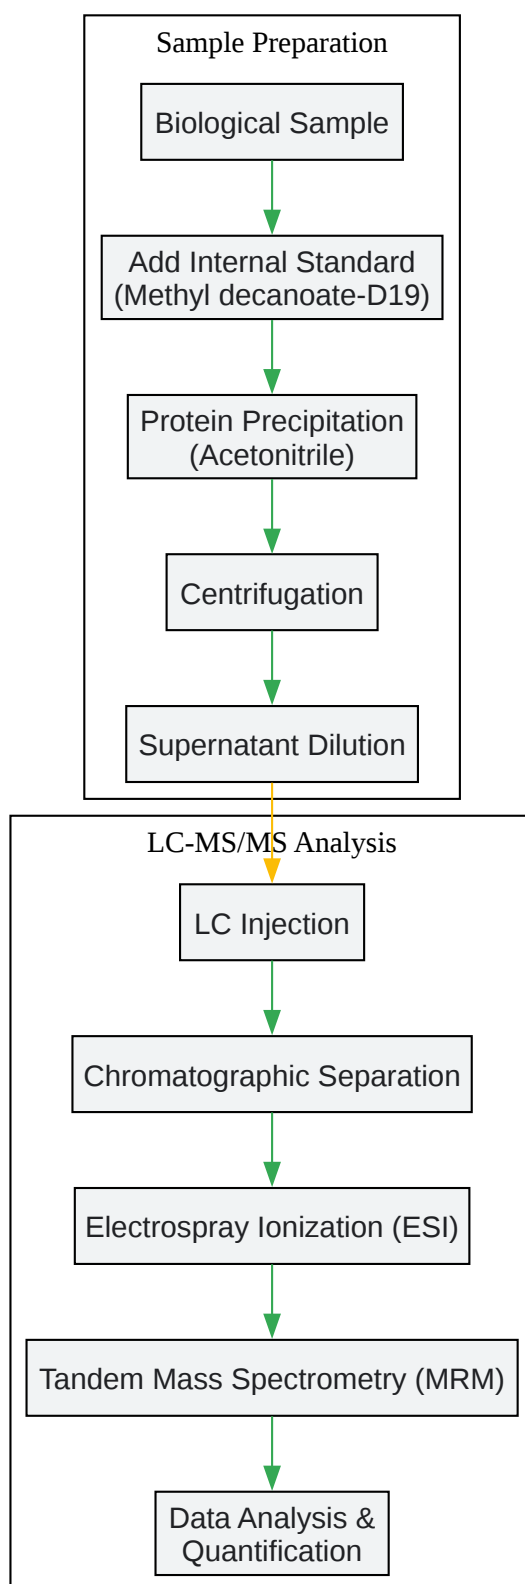 Sample Preparation
Biological Sample
Add Internal Standard
(Methyl decanoate-D19)
Protein Precipitation
(Acetonitrile)
Centrifugation
Supernatant Dilution
LC-MS/MS Analysis
LC Injection
Chromatographic Separation
Electrospray Ionization (ESI)
Tandem Mass Spectrometry (MRM)
Data Analysis &
Quantification